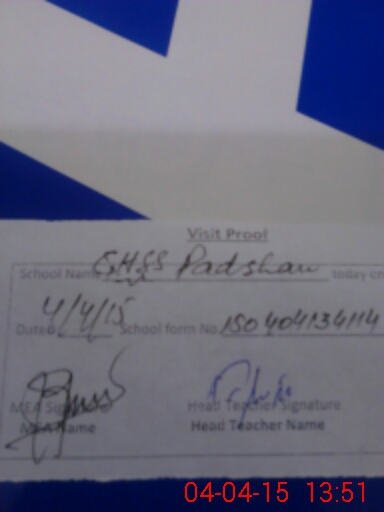 Visit Proof
School Name GHSS Padshaw today on
Dated 4/4/15 School form No. ISO404134114
MEA Signature Head Teacher Signature
MEA Name Head Teacher Name
04-04-15 13:51